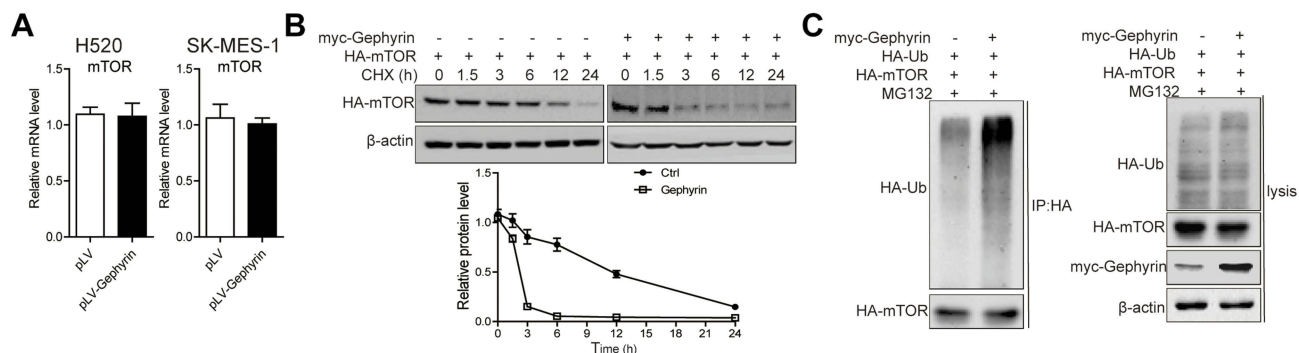 A
H520
mTOR
SK-MES-1
mTOR
Relative mRNA level
1.5
1.0
0.5
0.0
pLV
pLV-Gephyrin
Relative mRNA level
1.5
1.0
0.5
0.0
pLV
pLV-Gephyrin
B
myc-Gephyrin - - - - - - + + + + + +
HA-mTOR + + + + + + + + + + + +
CHX (h) 0 1.5 3 6 12 24 0 1.5 3 6 12 24
HA-mTOR
β-actin
Ctrl
Gephyrin
Relative protein level
1.5
1.0
0.5
0.0
0 3 6 9 12 15 18 21 24
Time (h)
C
myc-Gephyrin - +
HA-Ub + +
HA-mTOR + +
MG132 + +
HA-Ub
IP:HA
HA-mTOR
myc-Gephyrin - +
HA-Ub + +
HA-mTOR + +
MG132 + +
HA-Ub
lysis
HA-mTOR
myc-Gephyrin
β-actin